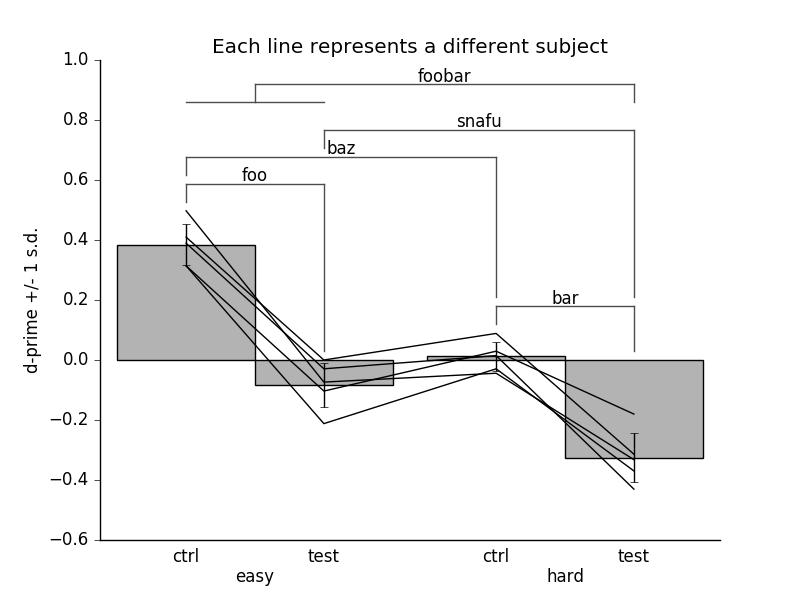 Each line represents a different subject
d-prime +/- 1 s.d.
1.0
0.8
0.6
0.4
0.2
0.0
−0.2
−0.4
−0.6
foobar
snafu
baz
foo
bar
ctrl test ctrl test
easy hard